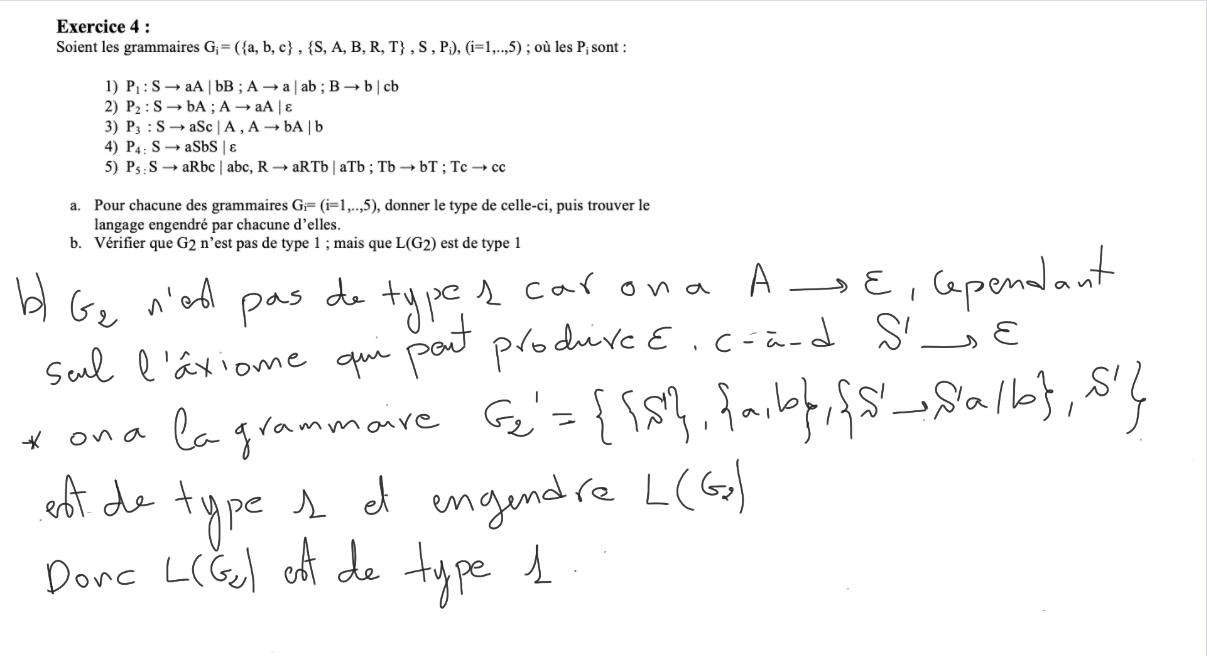 Exercice 4 :
Soient les grammaires Gi = ({a, b, c} , {S, A, B, R, T} , S , Pi), (i=1,..,5) ; où les Pi sont :
1) P1 : S → aA | bB ; A → a | ab ; B → b | cb
2) P2 : S → bA ; A → aA | ε
3) P3 : S → aSc | A , A → bA | b
4) P4 : S → aSbS | ε
5) P5 : S → aRbc | abc, R → aRTb | aTb ; Tb → bT ; Tc → cc
a. Pour chacune des grammaires Gi= (i=1,..,5), donner le type de celle-ci, puis trouver le
langage engendré par chacune d'elles.
b. Vérifier que G2 n'est pas de type 1 ; mais que L(G2) est de type 1
b) G2 n'est pas de type 1 car on a A → ε, Cependant
seul l'âxiome qui peut produire ε. c-à-d S' → ε
* on a la grammaire G2' = { {S'}, {a,b}, {S' → S'a/b}, S' }
est de type 1 et engendre L(G2)
Donc L(G2) est de type 1.